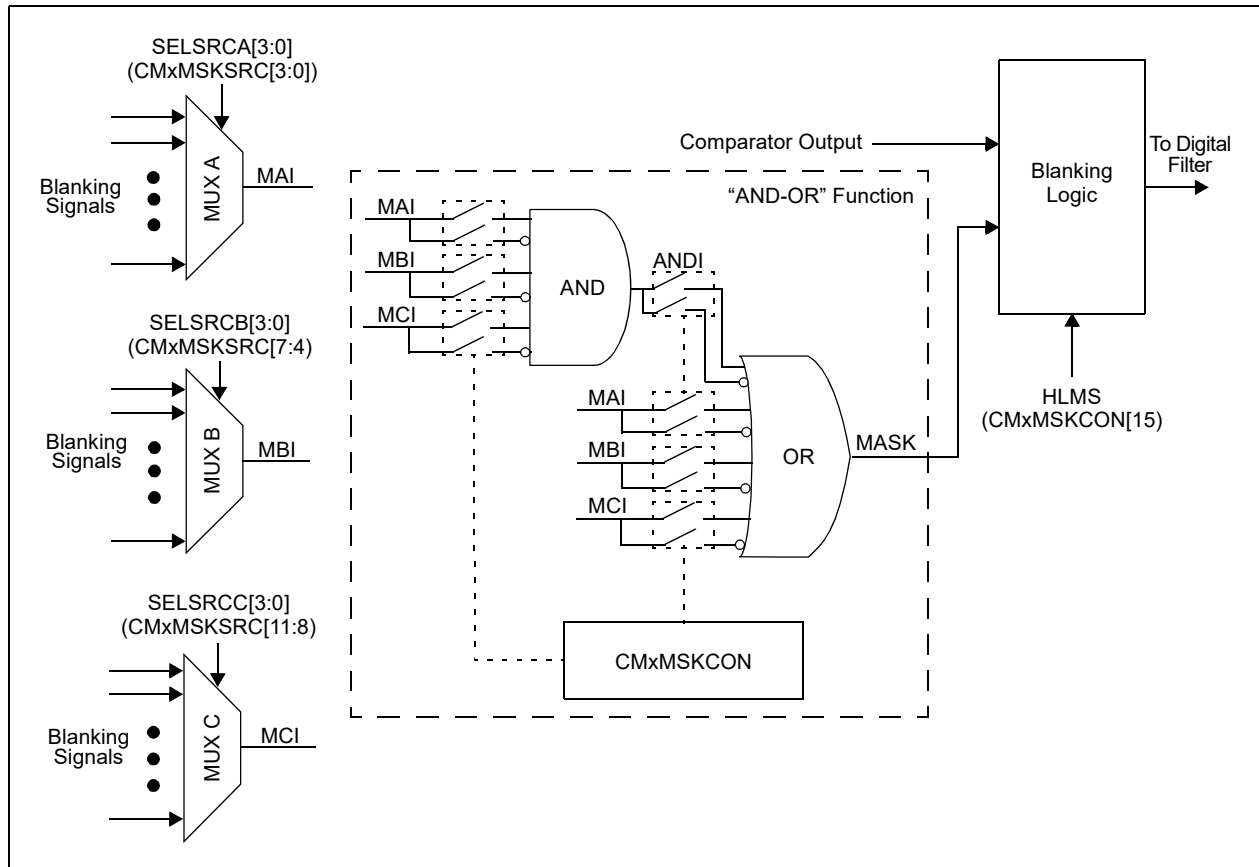 SELSRCA[3:0]
(CMxMSKSRC[3:0])
MUX A
MAI
Blanking
Signals
SELSRCB[3:0]
(CMxMSKSRC[7:4)
MUX B
MBI
Blanking
Signals
SELSRCC[3:0]
(CMxMSKSRC[11:8)
MUX C
MCI
Blanking
Signals
Comparator Output
Blanking
Logic
To Digital
Filter
HLMS
(CMxMSKCON[15)
“AND-OR” Function
MAI
MBI
MCI
AND
ANDI
MAI
MBI
MCI
OR
MASK
CMxMSKCON